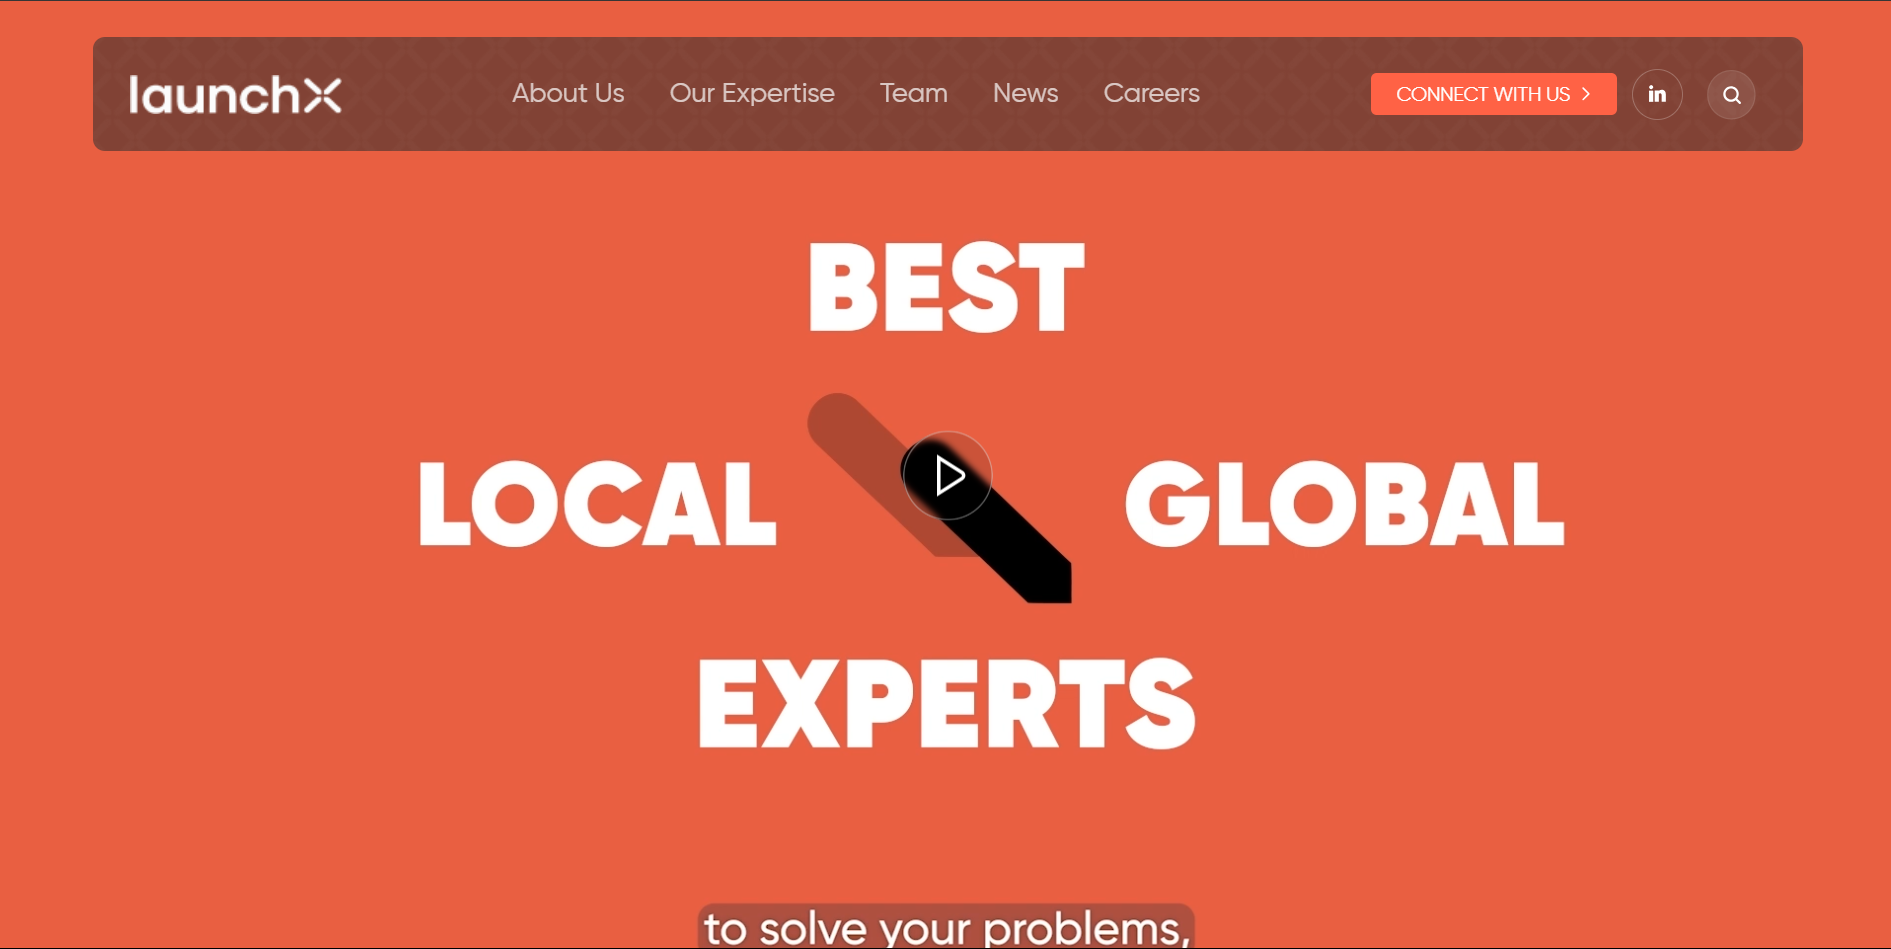 launchX
About Us Our Expertise Team News Careers
CONNECT WITH US
in
BEST
LOCAL GLOBAL
EXPERTS
to solve your problems,